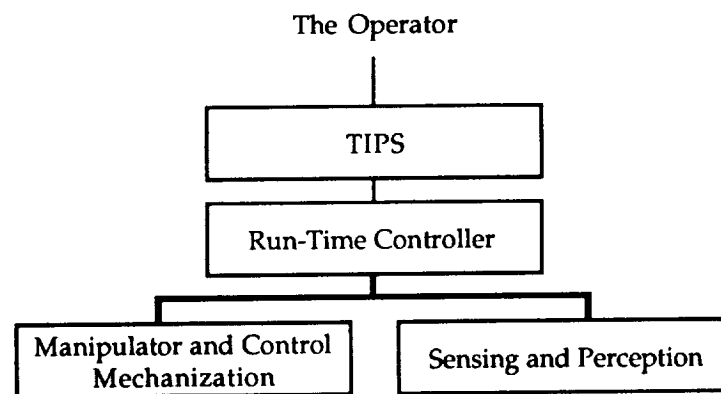 The Operator
TIPS
Run-Time Controller
Manipulator and Control
Mechanization
Sensing and Perception